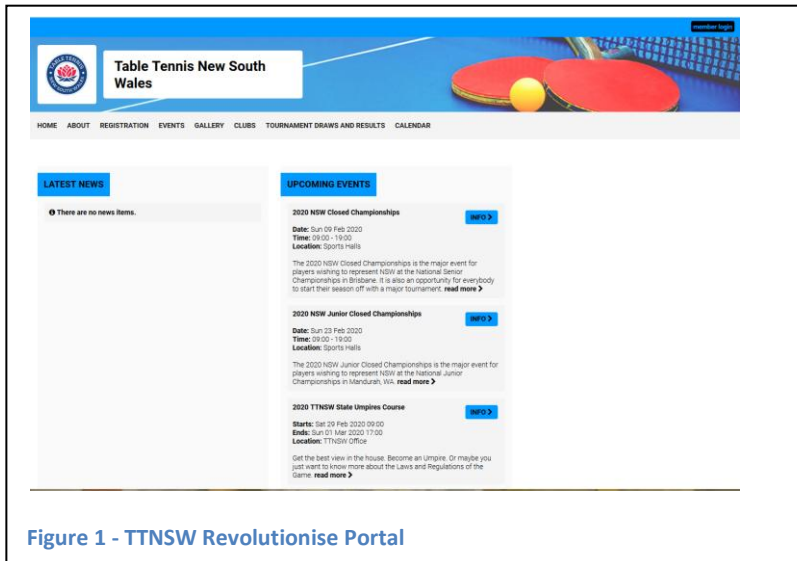 member login
TABLE TENNIS
NEW SOUTH WALES
Table Tennis New South
Wales
HOME ABOUT REGISTRATION EVENTS GALLERY CLUBS TOURNAMENT DRAWS AND RESULTS CALENDAR
LATEST NEWS
There are no news items.
UPCOMING EVENTS
2020 NSW Closed Championships
INFO
Date: Sun 09 Feb 2020
Time: 09:00 - 19:00
Location: Sports Halls
The 2020 NSW Closed Championships is the major event for
players wishing to represent NSW at the National Senior
Championships in Brisbane. It is also an opportunity for everybody
to start their season off with a major tournament. read more
2020 NSW Junior Closed Championships
INFO
Date: Sun 23 Feb 2020
Time: 09:00 - 19:00
Location: Sports Halls
The 2020 NSW Junior Closed Championships is the major event for
players wishing to represent NSW at the National Junior
Championships in Mandurah, WA. read more
2020 TTNSW State Umpires Course
INFO
Starts: Sat 29 Feb 2020 09:00
Ends: Sun 01 Mar 2020 17:00
Location: TTNSW Office
Get the best view in the house. Become an Umpire. Or maybe you
just want to know more about the Laws and Regulations of the
Game. read more
Figure 1 - TTNSW Revolutionise Portal